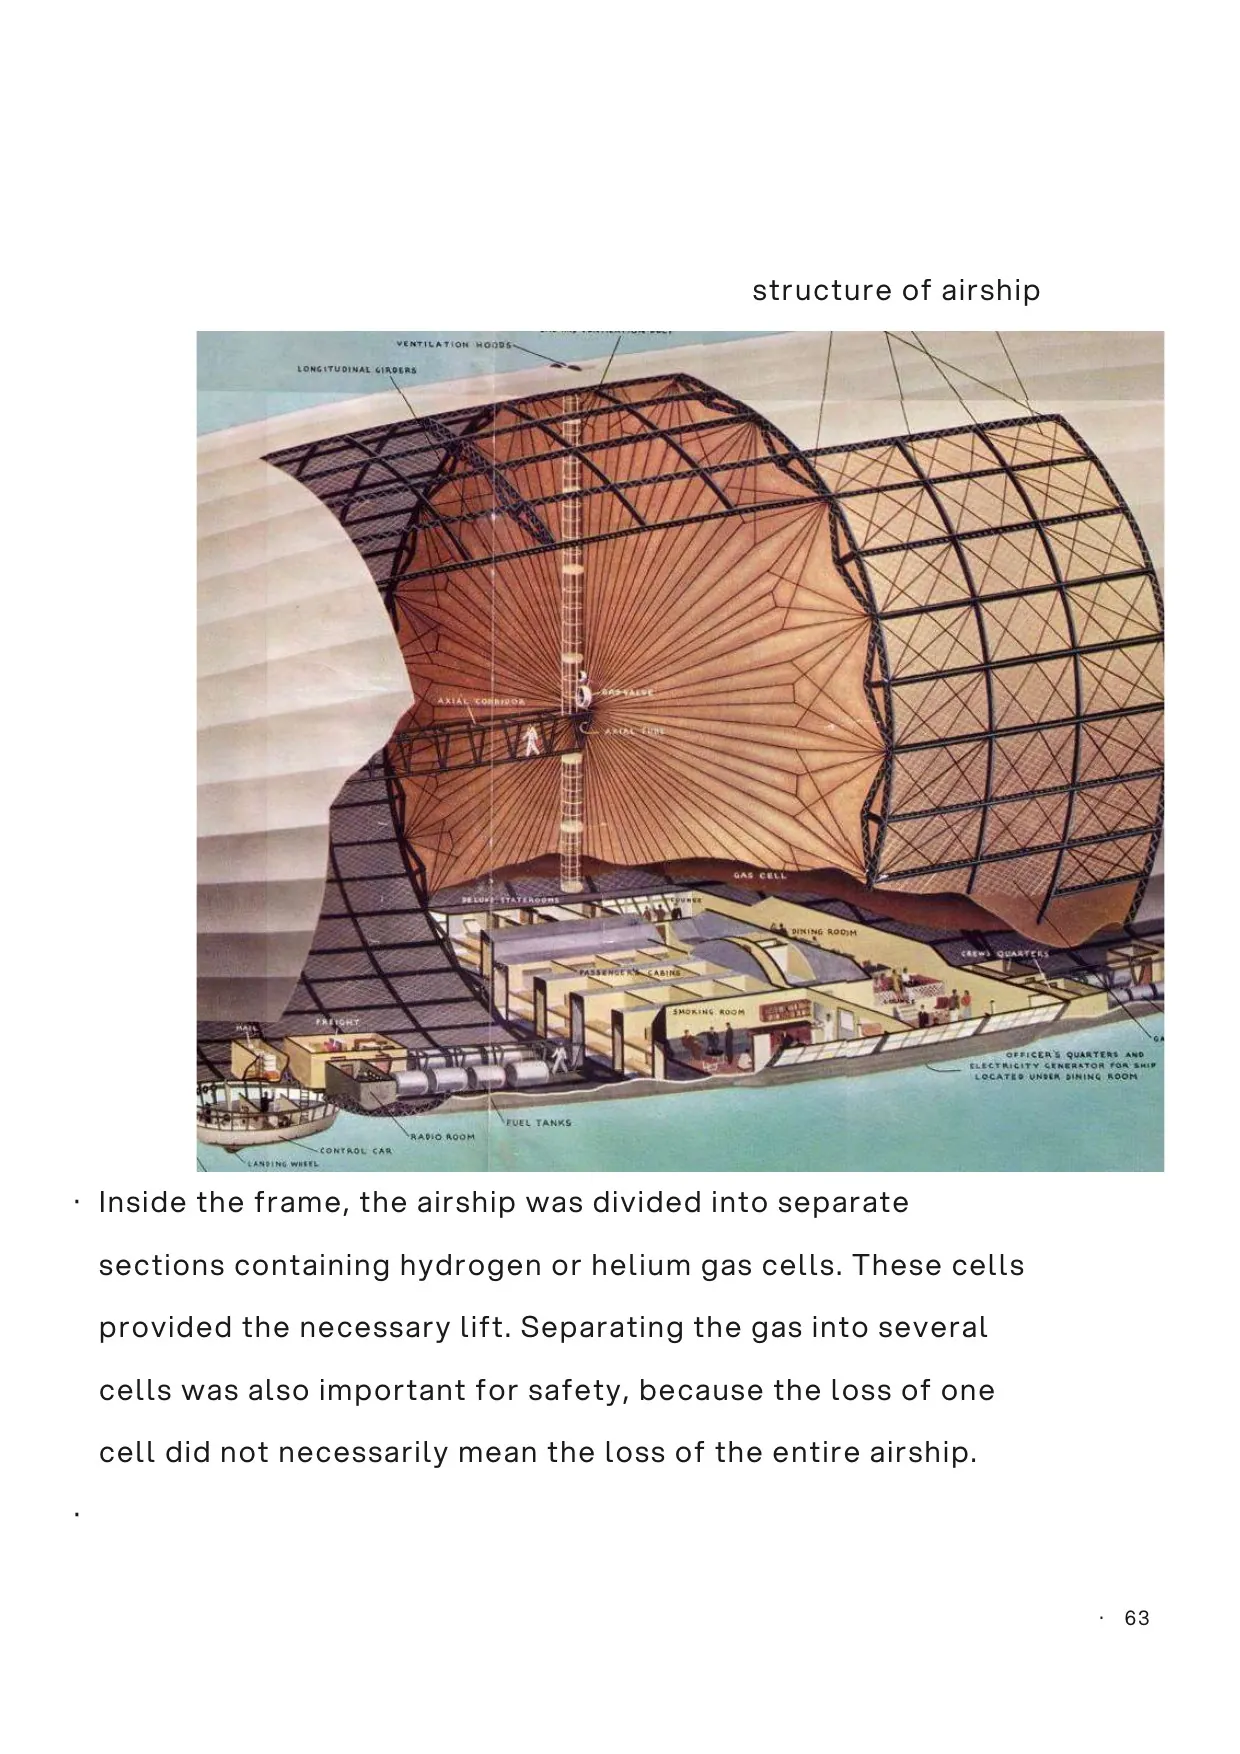 structure of airship
VENTILATION HOODS
LONGITUDINAL GIRDERS
AXIAL CORRIDOR
GAS VALVE
AXIAL TUBE
GAS CELL
DELUXE STATEROOMS
LOUNGE
DINING ROOM
CREWS QUARTERS
PASSENGER'S CABINS
LOUNGE
SMOKING ROOM
MAIL
FREIGHT
GA
OFFICER'S QUARTERS AND
ELECTRICITY GENERATOR FOR SHIP
LOCATED UNDER DINING ROOM
FUEL TANKS
RADIO ROOM
CONTROL CAR
LANDING WHEEL
· Inside the frame, the airship was divided into separate
sections containing hydrogen or helium gas cells. These cells
provided the necessary lift. Separating the gas into several
cells was also important for safety, because the loss of one
cell did not necessarily mean the loss of the entire airship.
·
· 63